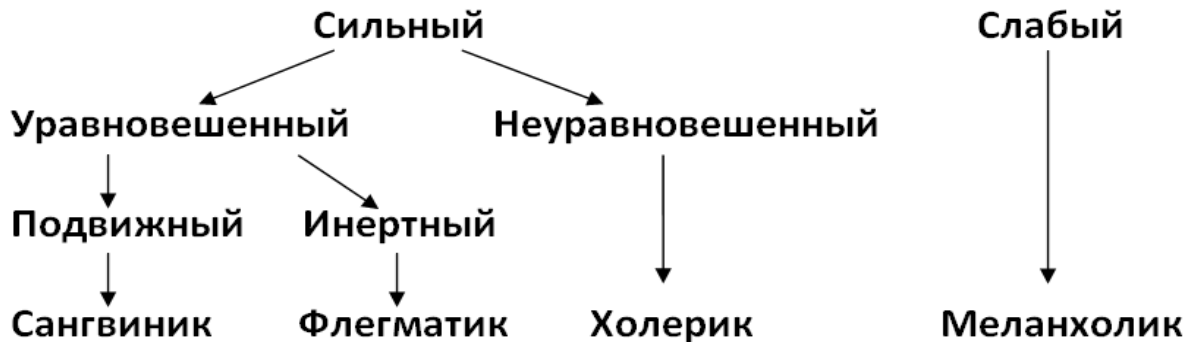 Сильный Слабый
Уравновешенный Неуравновешенный
Подвижный Инертный
Сангвиник Флегматик Холерик Меланхолик